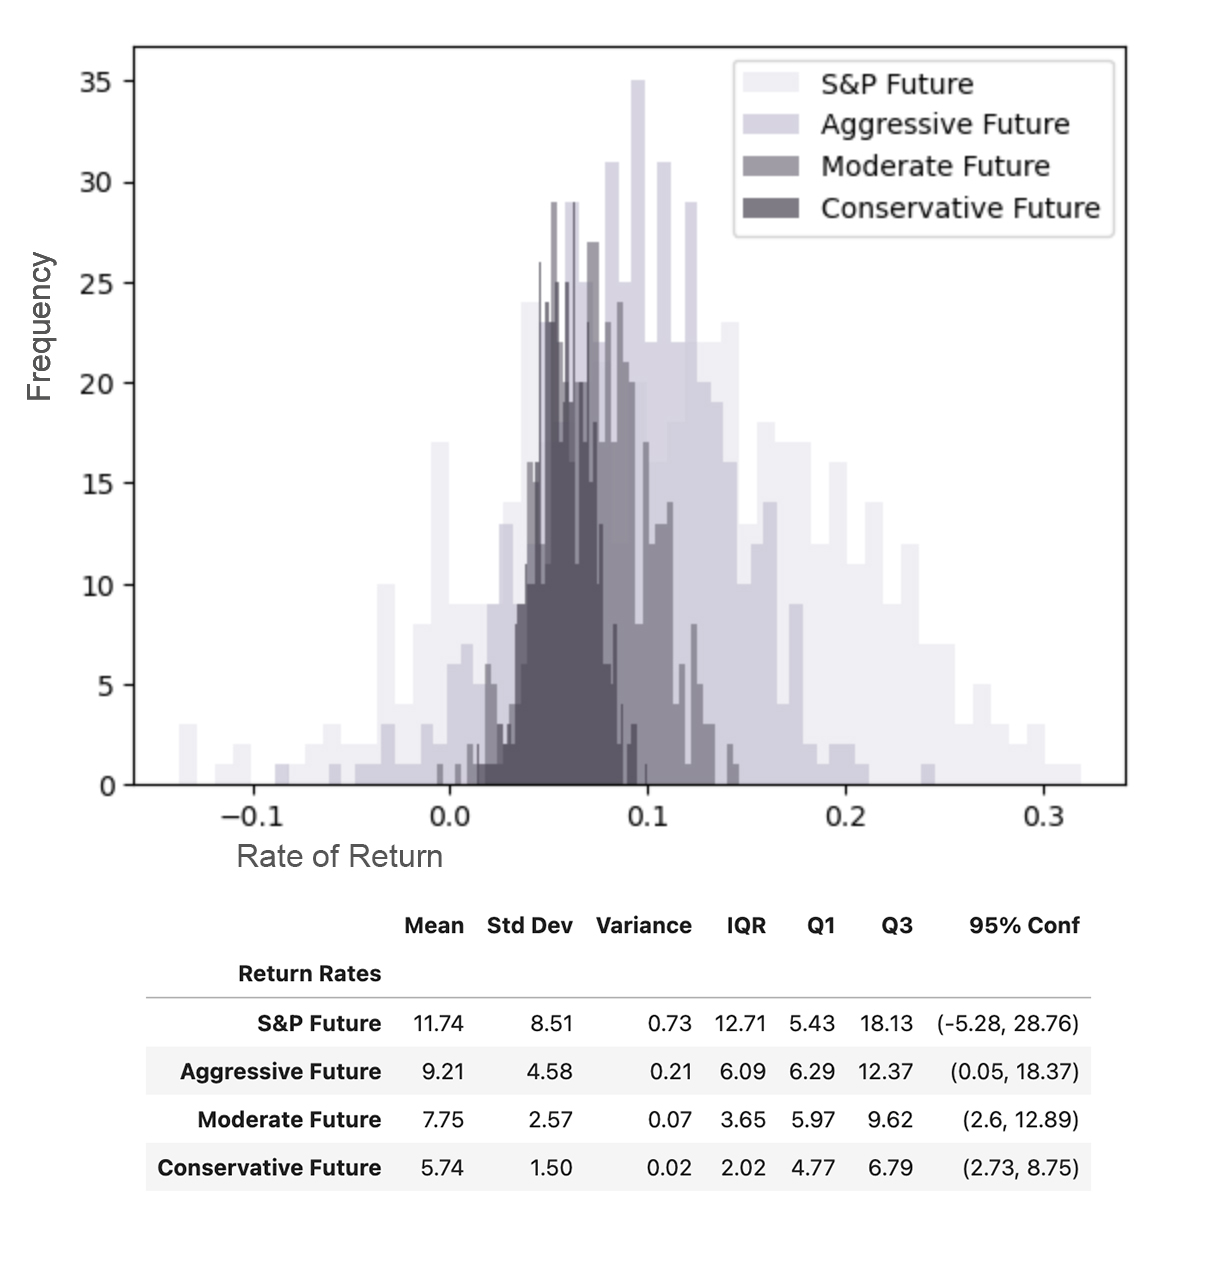 35
30
25
20
15
10
5
0
Frequency
S&P Future
Aggressive Future
Moderate Future
Conservative Future
−0.1 0.0 0.1 0.2 0.3
Rate of Return
Mean Std Dev Variance IQR Q1 Q3 95% Conf
Return Rates
S&P Future 11.74 8.51 0.73 12.71 5.43 18.13 (-5.28, 28.76)
Aggressive Future 9.21 4.58 0.21 6.09 6.29 12.37 (0.05, 18.37)
Moderate Future 7.75 2.57 0.07 3.65 5.97 9.62 (2.6, 12.89)
Conservative Future 5.74 1.50 0.02 2.02 4.77 6.79 (2.73, 8.75)